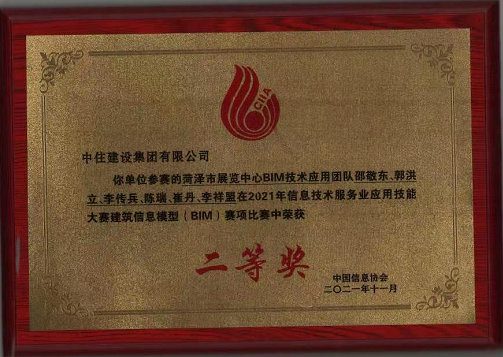 CIIA
中住建设集团有限公司
你单位参赛的菏泽市展览中心BIM技术应用团队邵敬东、郭洪
立、李传兵、陈瑞、崔丹、李祥盟在2021年信息技术服务业应用技能
大赛建筑信息模型（BIM）赛项比赛中荣获
二等奖
中国信息协会
二〇二一年十一月